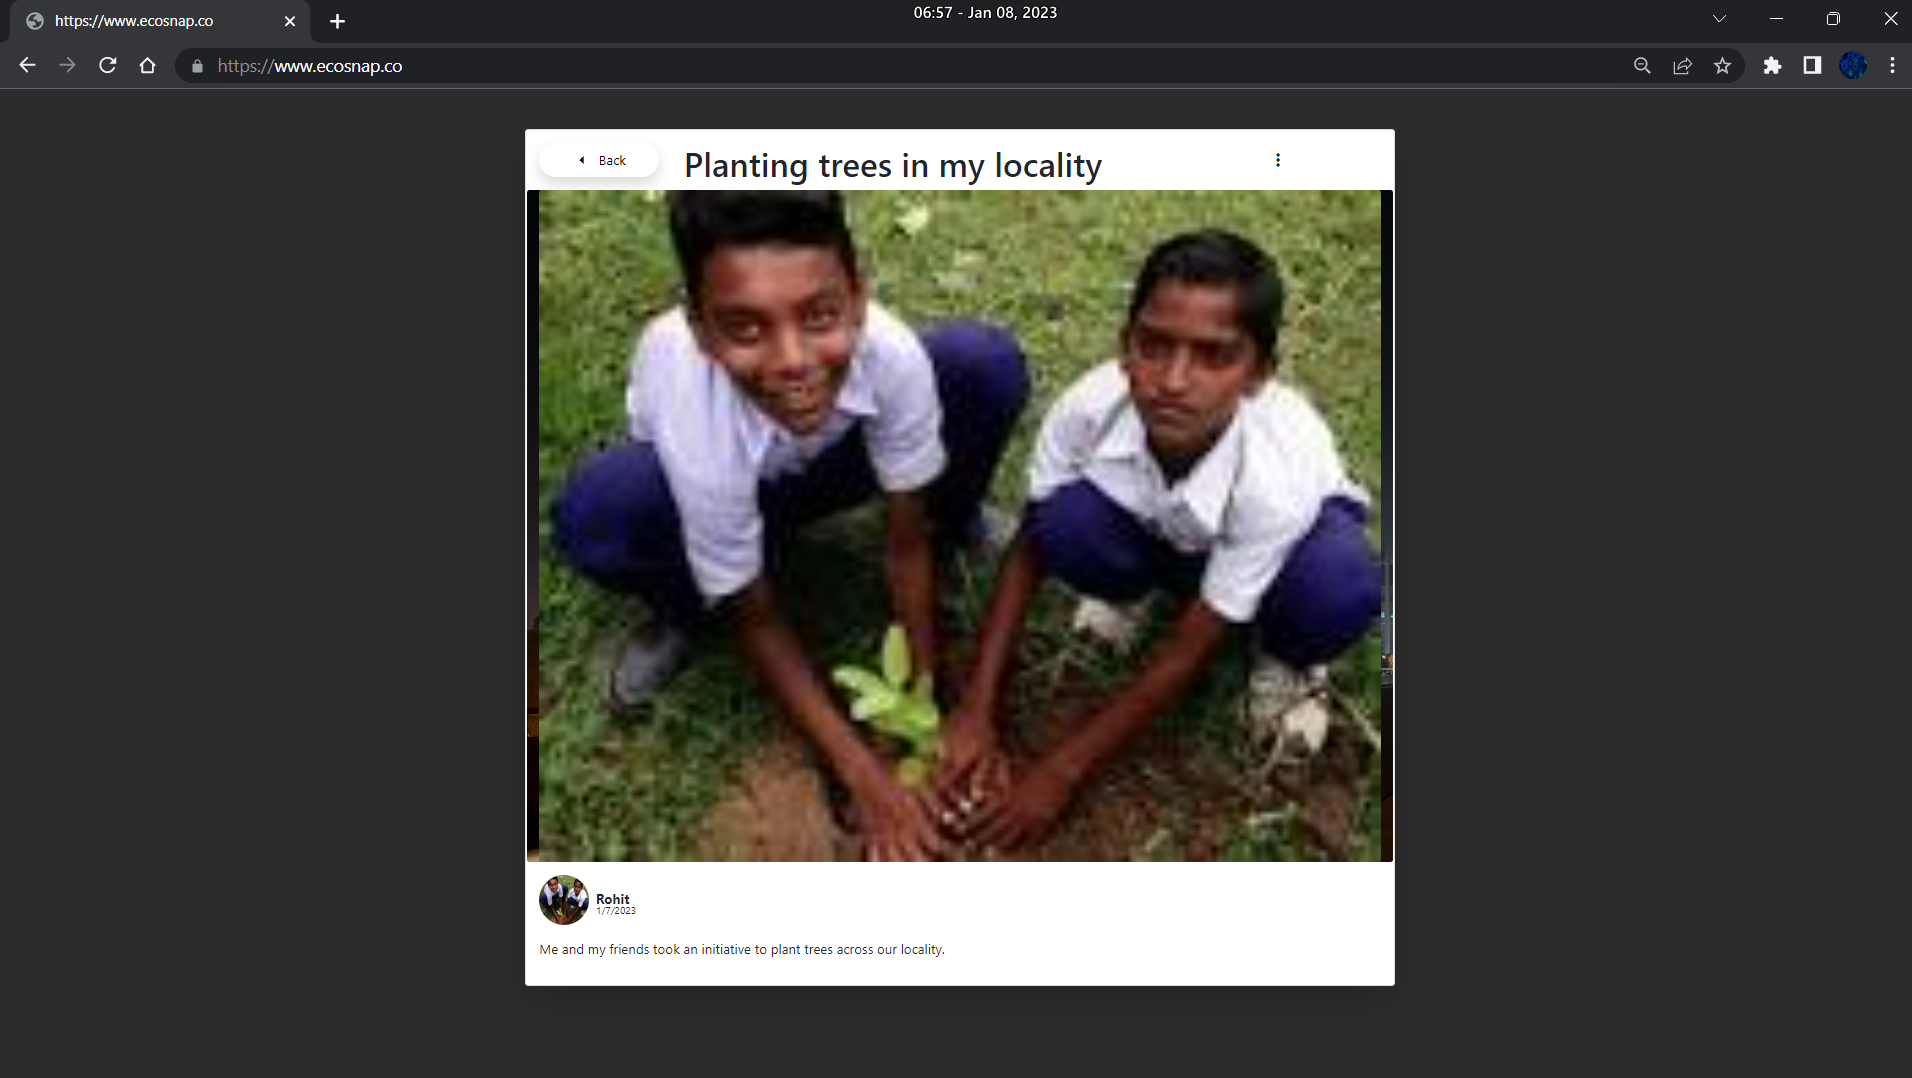 https://www.ecosnap.co
06:57 - Jan 08, 2023
https://www.ecosnap.co
Back
Planting trees in my locality
Rohit
1/7/2023
Me and my friends took an initiative to plant trees across our locality.